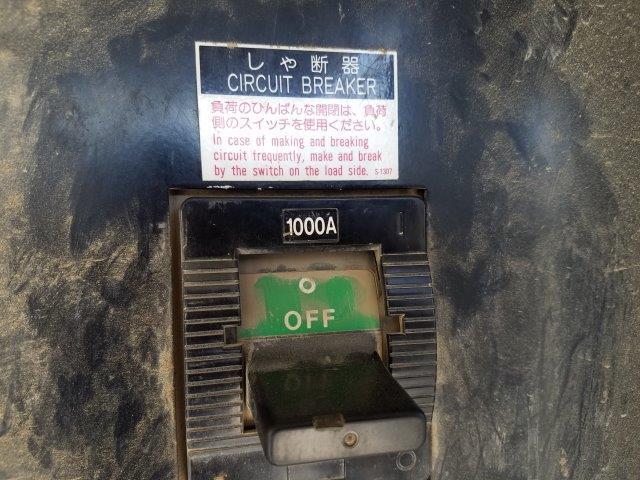 しゃ断器
CIRCUIT BREAKER
負荷のひんぱんな開閉は、負荷
側のスイッチを使用ください。
In case of making and breaking
circuit frequently, make and break
by the switch on the load side. S-1307
1000A
I
O
OFF
O